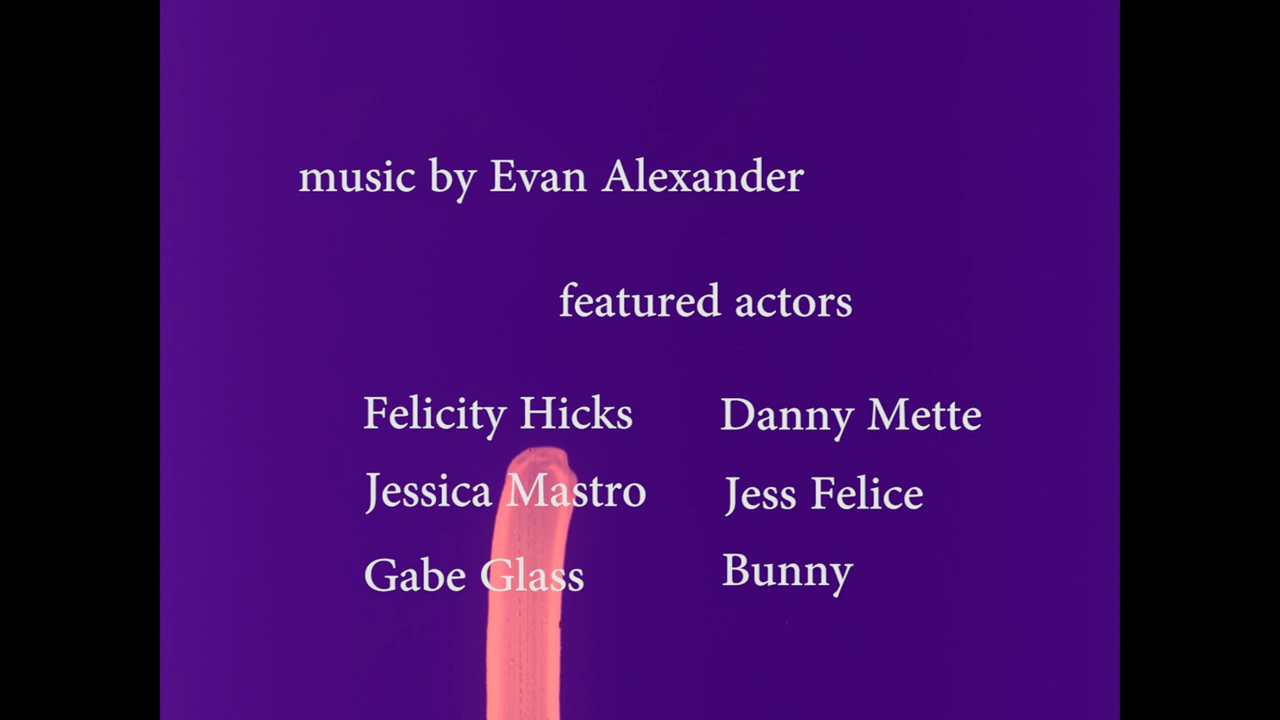 music by Evan Alexander
featured actors
Felicity Hicks
Danny Mette
Jessica Mastro
Jess Felice
Gabe Glass
Bunny